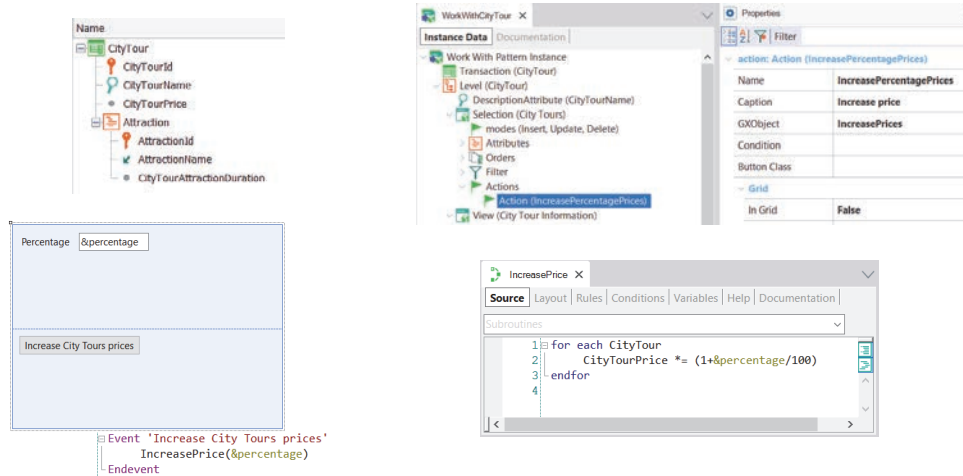 Name
CityTour
CityTourId
CityTourName
CityTourPrice
Attraction
AttractionId
AttractionName
CityTourAttractionDuration
WorkWithCityTour X
Instance Data Documentation
Work With Pattern Instance
Transaction (CityTour)
Level (CityTour)
DescriptionAttribute (CityTourName)
Selection (City Tours)
modes (Insert, Update, Delete)
Attributes
Orders
Filter
Actions
Action (IncreasePercentagePrices)
View (City Tour Information)
Properties
Filter
action: Action (IncreasePercentagePrices)
Name IncreasePercentagePrices
Caption Increase price
GXObject IncreasePrices
Condition
Button Class
Grid
In Grid False
Percentage &percentage
Increase City Tours prices
Event 'Increase City Tours prices'
IncreasePrice(&percentage)
Endevent
IncreasePrice X
Source Layout Rules Conditions Variables Help Documentation
Subroutines
1 for each CityTour
2 CityTourPrice *= (1+&percentage/100)
3 endfor
4